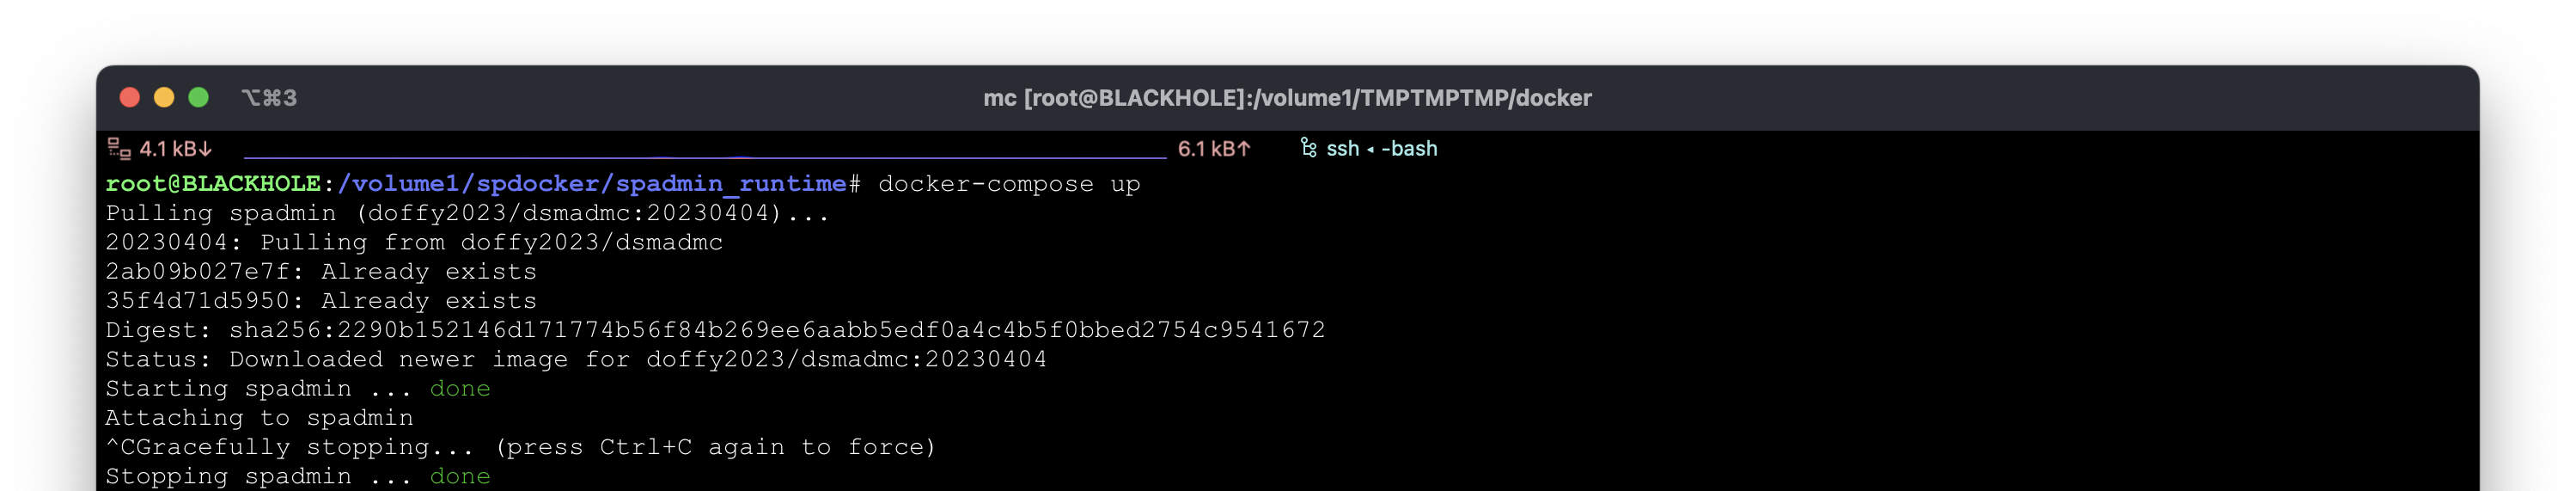 ⌥⌘3
mc [root@BLACKHOLE]:/volume1/TMPTMPTMP/docker
4.1 kB↓ 6.1 kB↑ ssh ◂ -bash
root@BLACKHOLE:/volume1/spdocker/spadmin_runtime# docker-compose up
Pulling spadmin (doffy2023/dsmadmc:20230404)...
20230404: Pulling from doffy2023/dsmadmc
2ab09b027e7f: Already exists
35f4d71d5950: Already exists
Digest: sha256:2290b152146d171774b56f84b269ee6aabb5edf0a4c4b5f0bbed2754c9541672
Status: Downloaded newer image for doffy2023/dsmadmc:20230404
Starting spadmin ... done
Attaching to spadmin
^CGracefully stopping... (press Ctrl+C again to force)
Stopping spadmin ... done